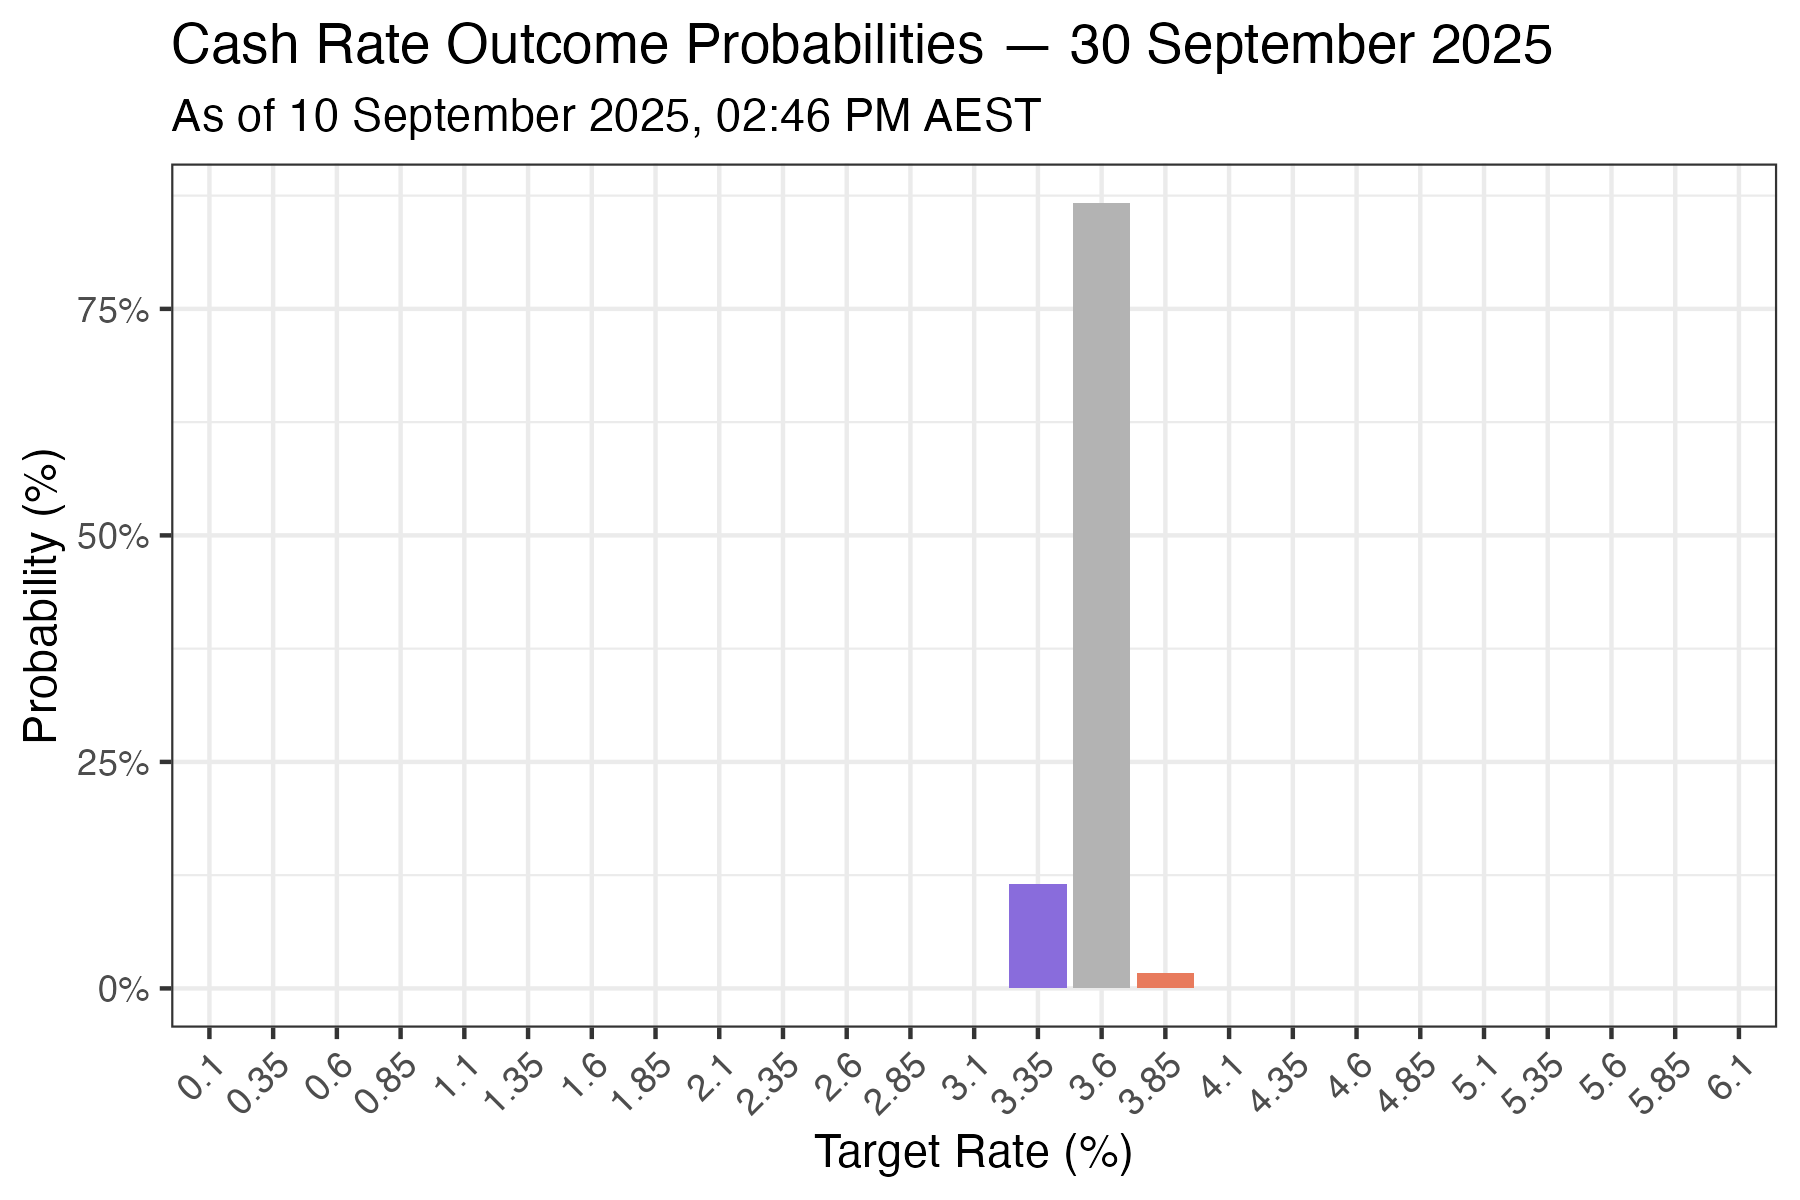 Cash Rate Outcome Probabilities — 30 September 2025
As of 10 September 2025, 02:46 PM AEST
Probability (%)
75%
50%
25%
0%
0.1 0.35 0.6 0.85 1.1 1.35 1.6 1.85 2.1 2.35 2.6 2.85 3.1 3.35 3.6 3.85 4.1 4.35 4.6 4.85 5.1 5.35 5.6 5.85 6.1
Target Rate (%)